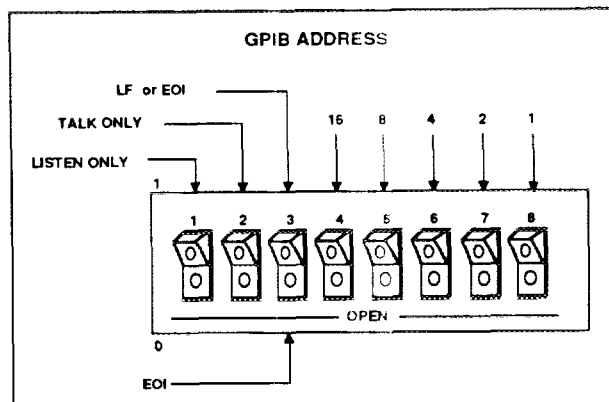 GPIB ADDRESS
LF or EOI
TALK ONLY
16 8 4 2 1
LISTEN ONLY
1
1 2 3 4 5 6 7 8
OPEN
0
EOI